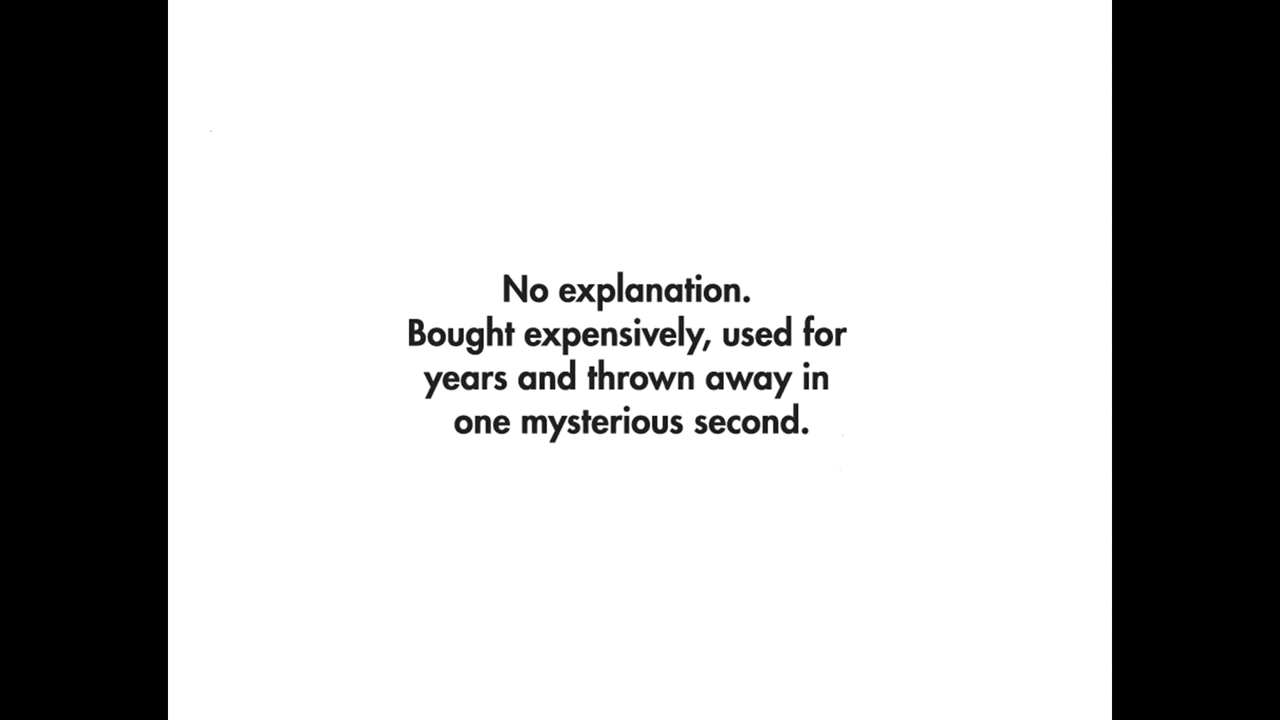 No explanation.
Bought expensively, used for
years and thrown away in
one mysterious second.